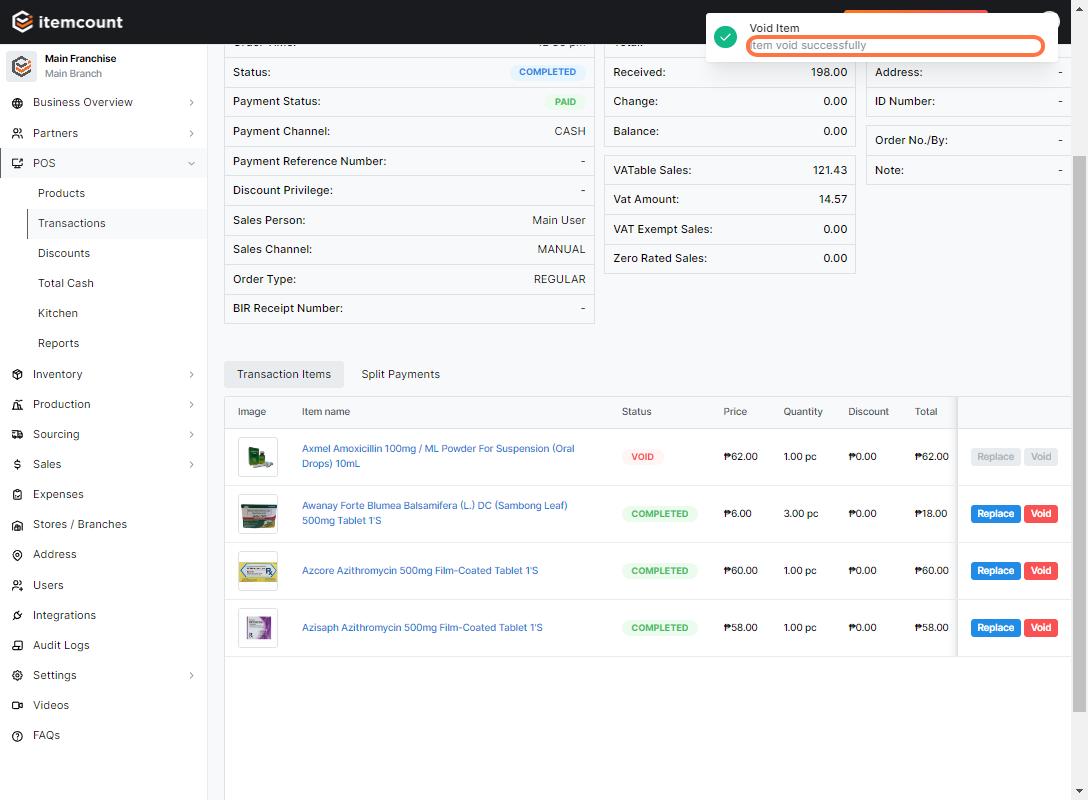 itemcount
Void Item
Item void successfully
Main Franchise
Main Branch
Business Overview
Partners
POS
Products
Transactions
Discounts
Total Cash
Kitchen
Reports
Inventory
Production
Sourcing
Sales
Expenses
Stores / Branches
Address
Users
Integrations
Audit Logs
Settings
Videos
FAQs
Status: COMPLETED
Payment Status: PAID
Payment Channel: CASH
Payment Reference Number: -
Discount Privilege: -
Sales Person: Main User
Sales Channel: MANUAL
Order Type: REGULAR
BIR Receipt Number: -
Received: 198.00
Change: 0.00
Balance: 0.00
VATable Sales: 121.43
Vat Amount: 14.57
VAT Exempt Sales: 0.00
Zero Rated Sales: 0.00
Address: -
ID Number: -
Order No./By: -
Note: -
Transaction Items Split Payments
Image Item name Status Price Quantity Discount Total
Axmel Amoxicillin 100mg / ML Powder For Suspension (Oral
Drops) 10mL VOID ₱62.00 1.00 pc ₱0.00 ₱62.00 Replace Void
Awanay Forte Blumea Balsamifera (L.) DC (Sambong Leaf)
500mg Tablet 1'S COMPLETED ₱6.00 3.00 pc ₱0.00 ₱18.00 Replace Void
Azcore Azithromycin 500mg Film-Coated Tablet 1'S COMPLETED ₱60.00 1.00 pc ₱0.00 ₱60.00 Replace Void
Azisaph Azithromycin 500mg Film-Coated Tablet 1'S COMPLETED ₱58.00 1.00 pc ₱0.00 ₱58.00 Replace Void